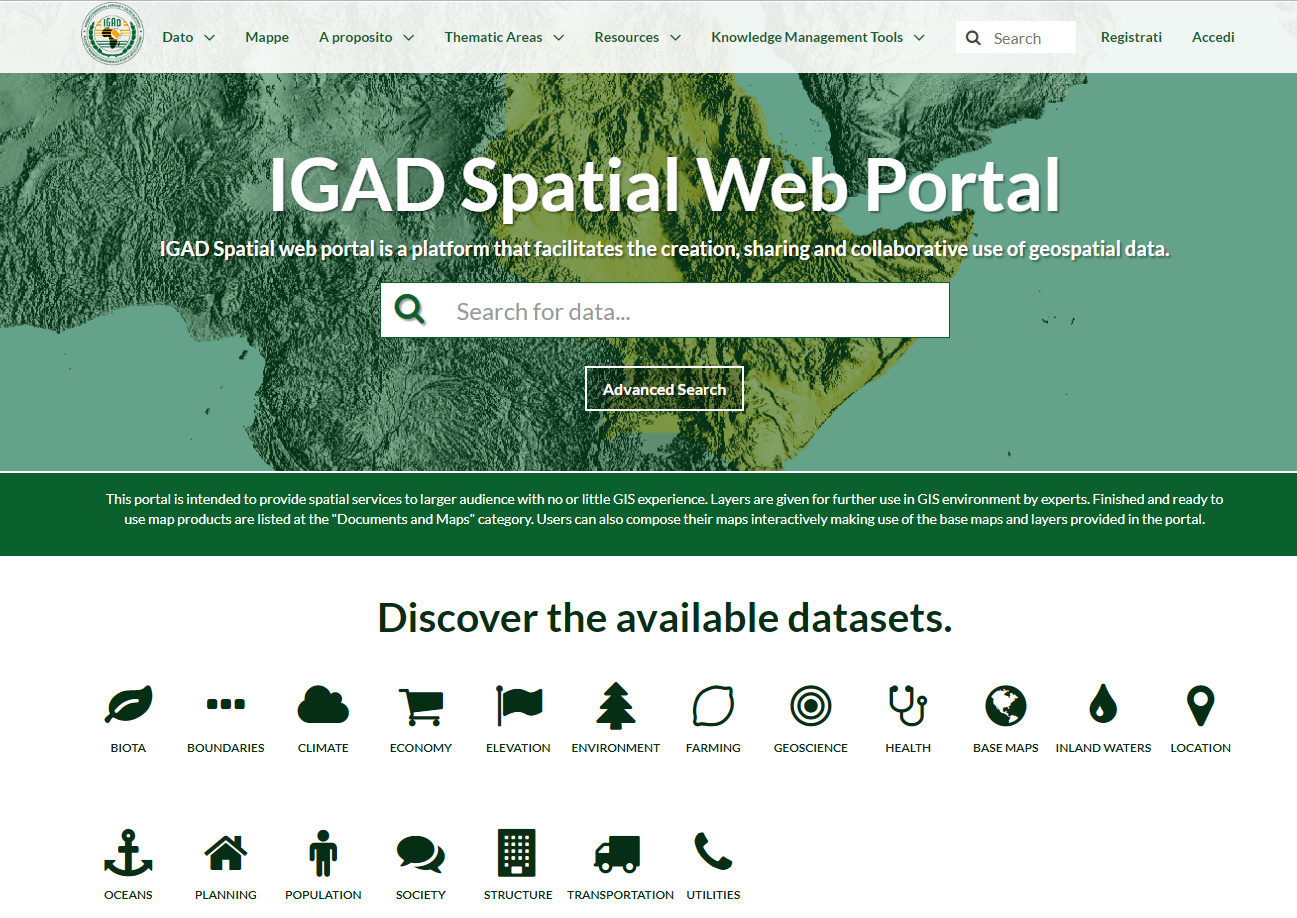 IGAD
Dato
Mappe
A proposito
Thematic Areas
Resources
Knowledge Management Tools
Search
Registrati
Accedi
IGAD Spatial Web Portal
IGAD Spatial web portal is a platform that facilitates the creation, sharing and collaborative use of geospatial data.
Search for data...
Advanced Search
This portal is intended to provide spatial services to larger audience with no or little GIS experience. Layers are given for further use in GIS environment by experts. Finished and ready to
use map products are listed at the "Documents and Maps" category. Users can also compose their maps interactively making use of the base maps and layers provided in the portal.
Discover the available datasets.
BIOTA
BOUNDARIES
CLIMATE
ECONOMY
ELEVATION
ENVIRONMENT
FARMING
GEOSCIENCE
HEALTH
BASE MAPS
INLAND WATERS
LOCATION
OCEANS
PLANNING
POPULATION
SOCIETY
STRUCTURE
TRANSPORTATION
UTILITIES